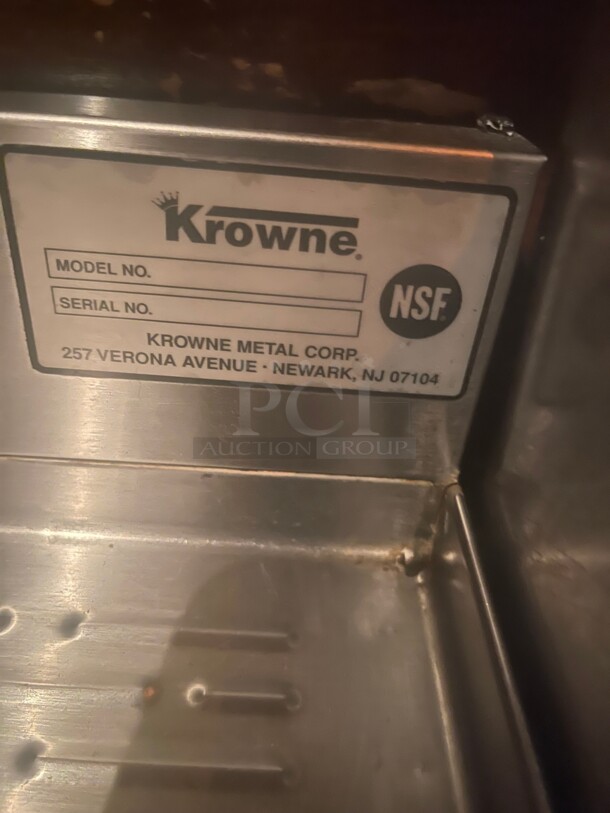 Krowne
MODEL NO.
SERIAL NO.
NSF
KROWNE METAL CORP.
257 VERONA AVENUE · NEWARK, NJ 07104
PCI
AUCTION GROUP